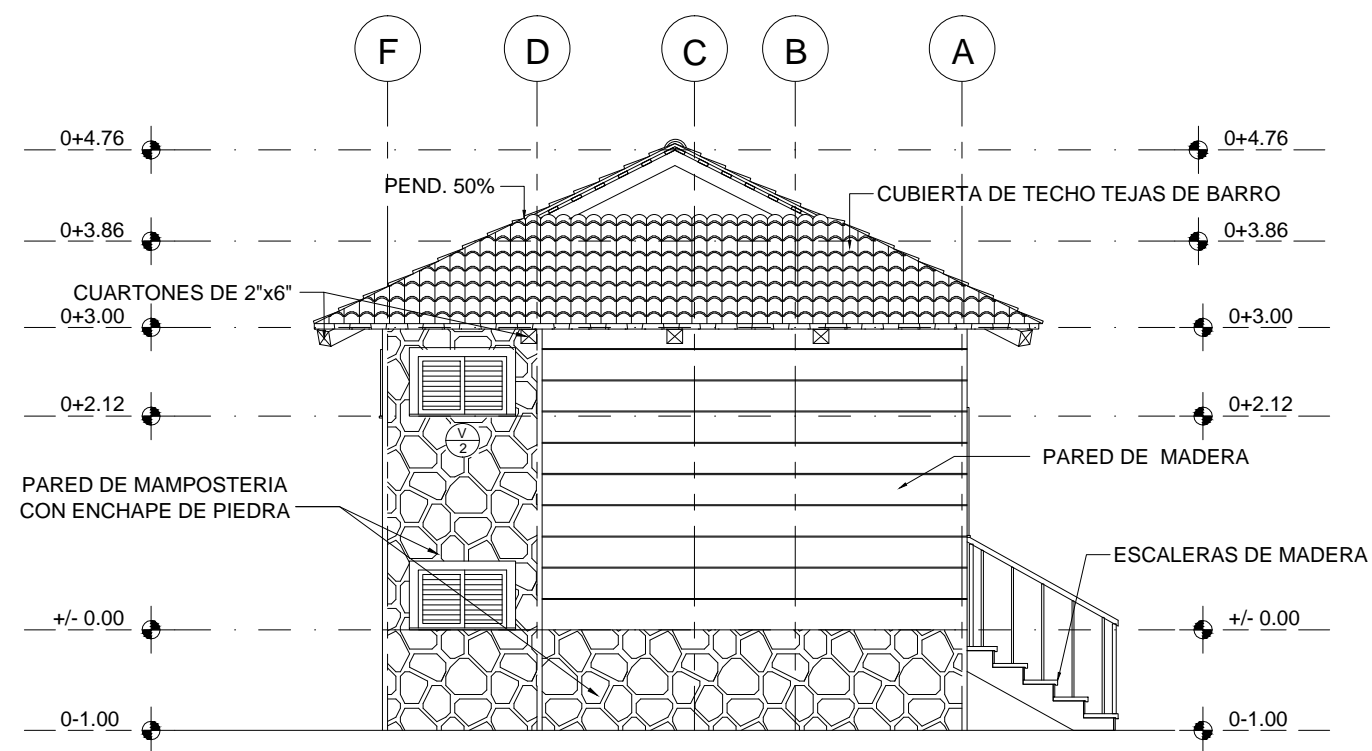 F D C B A
0+4.76 0+4.76
PEND. 50% CUBIERTA DE TECHO TEJAS DE BARRO
0+3.86 0+3.86
CUARTONES DE 2"x6"
0+3.00 0+3.00
0+2.12 0+2.12
V
2
PARED DE MADERA
PARED DE MAMPOSTERIA
CON ENCHAPE DE PIEDRA
ESCALERAS DE MADERA
+/- 0.00 +/- 0.00
0-1.00 0-1.00